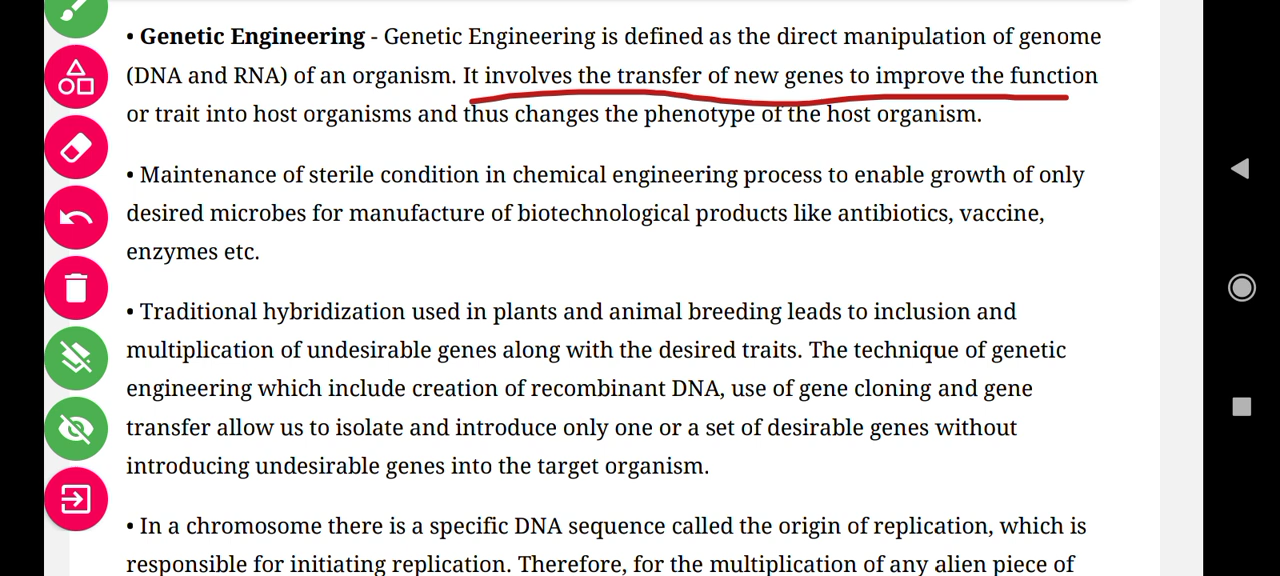 • Genetic Engineering - Genetic Engineering is defined as the direct manipulation of genome
(DNA and RNA) of an organism. It involves the transfer of new genes to improve the function
or trait into host organisms and thus changes the phenotype of the host organism.
• Maintenance of sterile condition in chemical engineering process to enable growth of only
desired microbes for manufacture of biotechnological products like antibiotics, vaccine,
enzymes etc.
• Traditional hybridization used in plants and animal breeding leads to inclusion and
multiplication of undesirable genes along with the desired traits. The technique of genetic
engineering which include creation of recombinant DNA, use of gene cloning and gene
transfer allow us to isolate and introduce only one or a set of desirable genes without
introducing undesirable genes into the target organism.
• In a chromosome there is a specific DNA sequence called the origin of replication, which is
responsible for initiating replication. Therefore, for the multiplication of any alien piece of